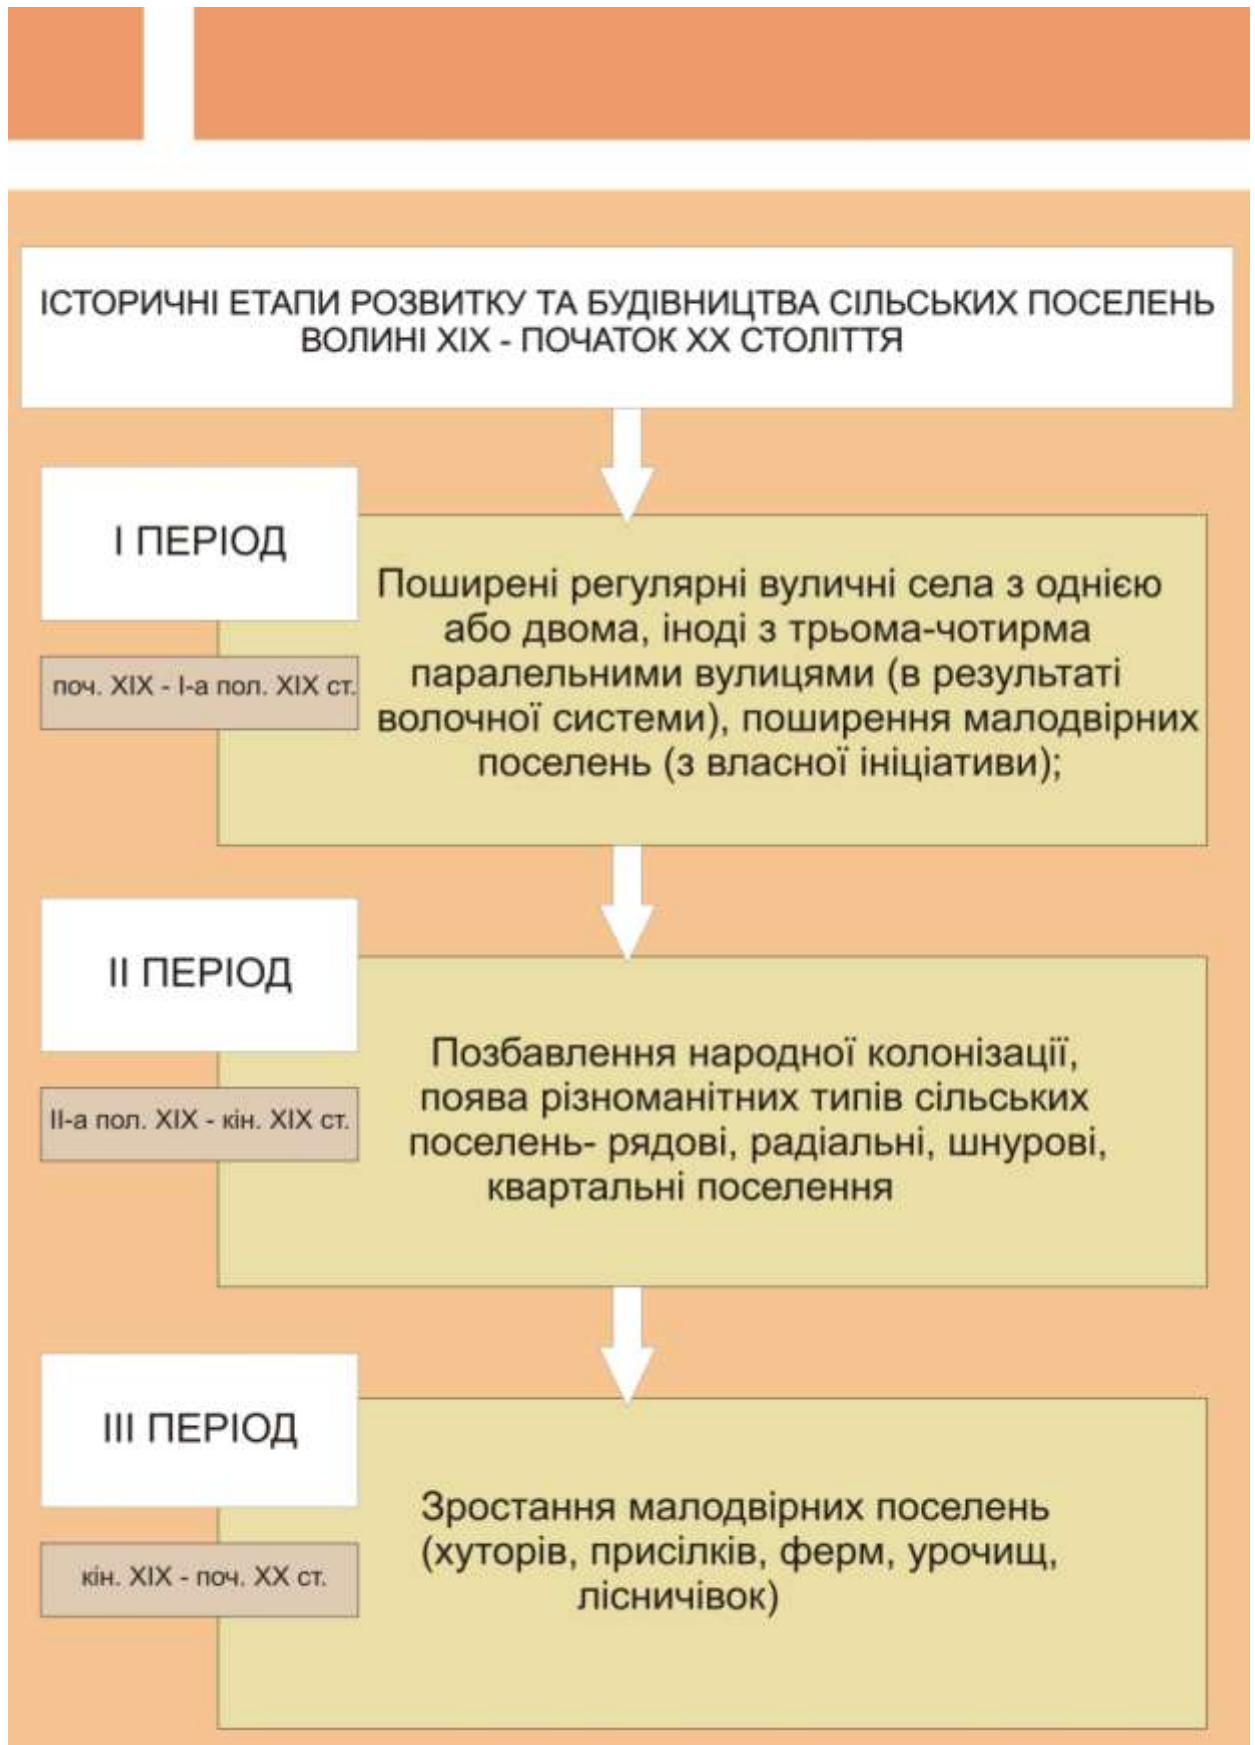 ІСТОРИЧНІ ЕТАПИ РОЗВИТКУ ТА БУДІВНИЦТВА СІЛЬСЬКИХ ПОСЕЛЕНЬ
ВОЛИНІ XIX - ПОЧАТОК XX СТОЛІТТЯ
І ПЕРІОД
поч. XIX - І-а пол. XIX ст.
Поширені регулярні вуличні села з однією
або двома, іноді з трьома-чотирма
паралельними вулицями (в результаті
волочної системи), поширення малодвірних
поселень (з власної ініціативи);
ІІ ПЕРІОД
ІІ-а пол. XIX - кін. XIX ст.
Позбавлення народної колонізації,
поява різноманітних типів сільських
поселень- рядові, радіальні, шнурові,
квартальні поселення
ІІІ ПЕРІОД
кін. XIX - поч. XX ст.
Зростання малодвірних поселень
(хуторів, присілків, ферм, урочищ,
лісничівок)